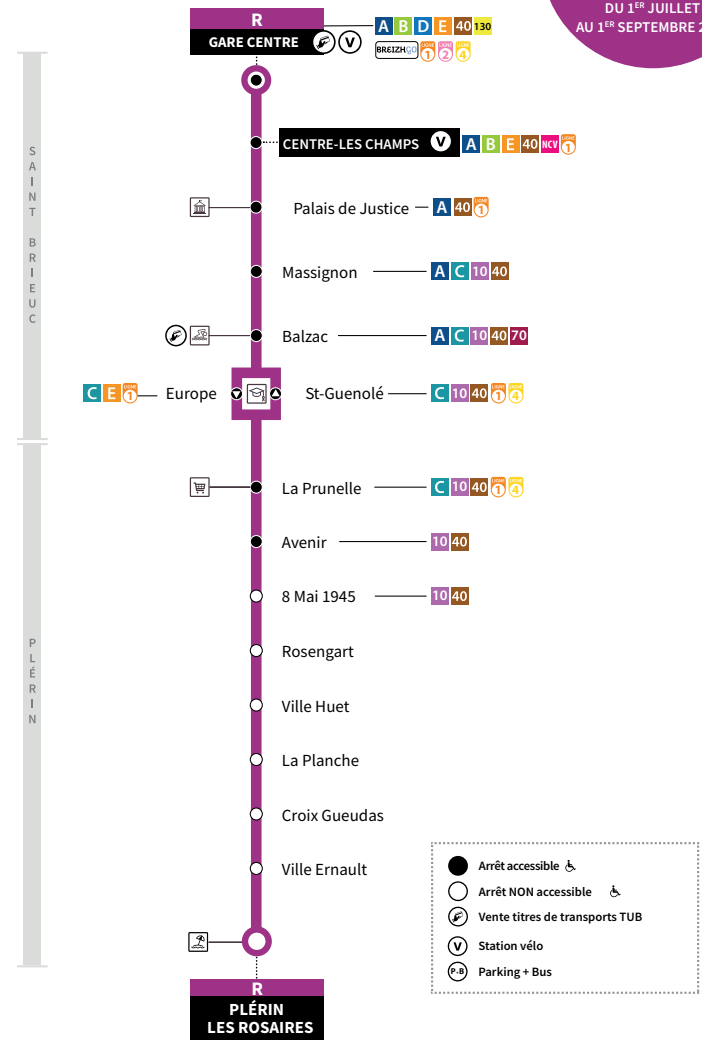 R
GARE CENTRE V
A B D E 40 130
BREIZHGO LIGNE 1 LIGNE 2 LIGNE 4
DU 1ER JUILLET
AU 1ER SEPTEMBRE 2
SAINT BRIEUC
CENTRE-LES CHAMPS V A B E 40 NCV LIGNE 1
Palais de Justice A 40 LIGNE 1
Massignon A C 10 40
Balzac A C 10 40 70
C E LIGNE 1 Europe St-Guenolé C 10 40 LIGNE 1 LIGNE 4
PLÉRIN
La Prunelle C 10 40 LIGNE 1 LIGNE 4
Avenir 10 40
8 Mai 1945 10 40
Rosengart
Ville Huet
La Planche
Croix Gueudas
Ville Ernault
R
PLÉRIN
LES ROSAIRES
Arrêt accessible
Arrêt NON accessible
Vente titres de transports TUB
V Station vélo
P+B Parking + Bus